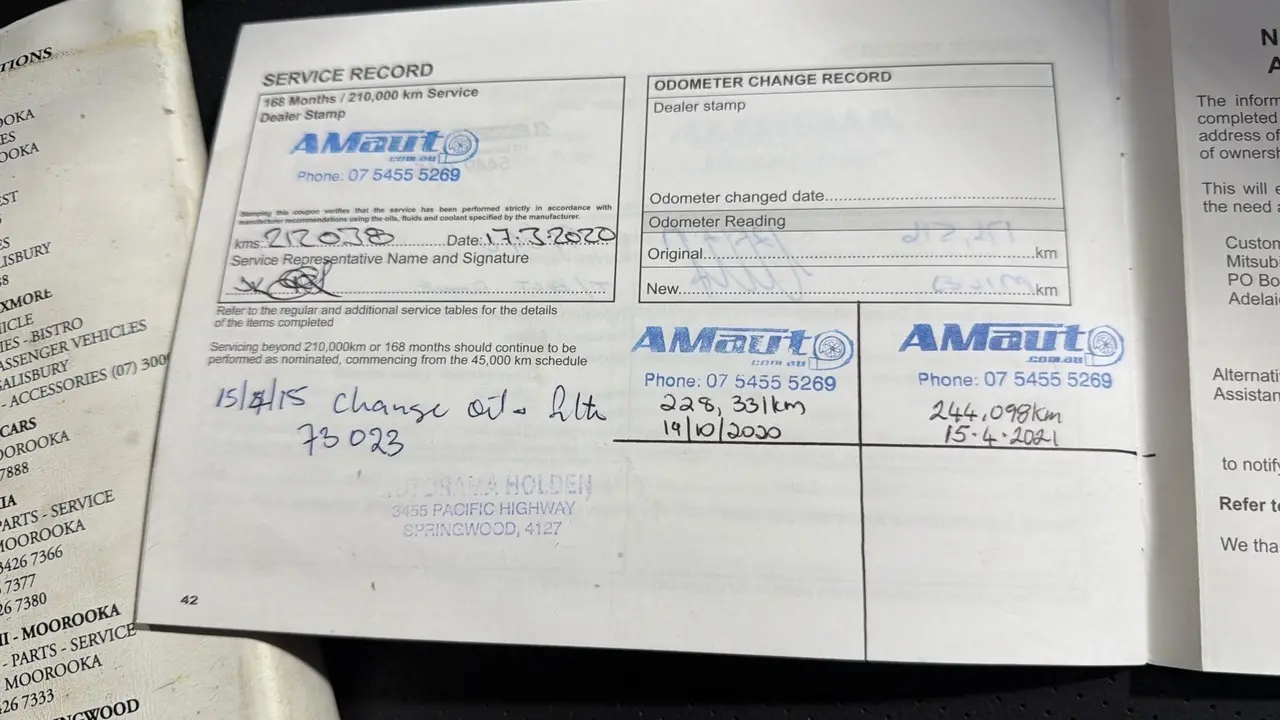 TIONS
OOKA
ES
OOKA
EST
ES
LISBURY
88
XMORE
HICLE
IES - BISTRO
ASSENGER VEHICLES
SALISBURY
- ACCESSORIES (07) 300
CARS
OOROOKA
7888
IA
PARTS - SERVICE
MOOROOKA
3426 7366
7377
26 7380
HI - MOOROOKA
- PARTS - SERVICE
MOOROOKA
426 7333
NGWOOD
SERVICE RECORD
168 Months / 210,000 km Service
Dealer Stamp
AMauto
.com.au
Phone: 07 5455 5269
Stamping this coupon verifies that the service has been performed strictly in accordance with
manufacturer recommendations using the oils, fluids and coolant specified by the manufacturer.
kms: 212038 Date: 17.3.2020
Service Representative Name and Signature
Refer to the regular and additional service tables for the details
of the items completed
Servicing beyond 210,000km or 168 months should continue to be
performed as nominated, commencing from the 45,000 km schedule
15/4/15 Change oil & filter
73023
MOTORAMA HOLDEN
3455 PACIFIC HIGHWAY
SPRINGWOOD, 4127
42
ODOMETER CHANGE RECORD
Dealer stamp
Odometer changed date
Odometer Reading
Original km
New km
AMauto
.com.au
Phone: 07 5455 5269
228,331km
19/10/2020
AMauto
.com.au
Phone: 07 5455 5269
244,098km
15.4.2021
N
A
The inform
completed
address of
of ownersh
This will e
the need a
Custom
Mitsubi
PO Bo
Adelai
Alternati
Assistan
to notify
Refer to
We tha